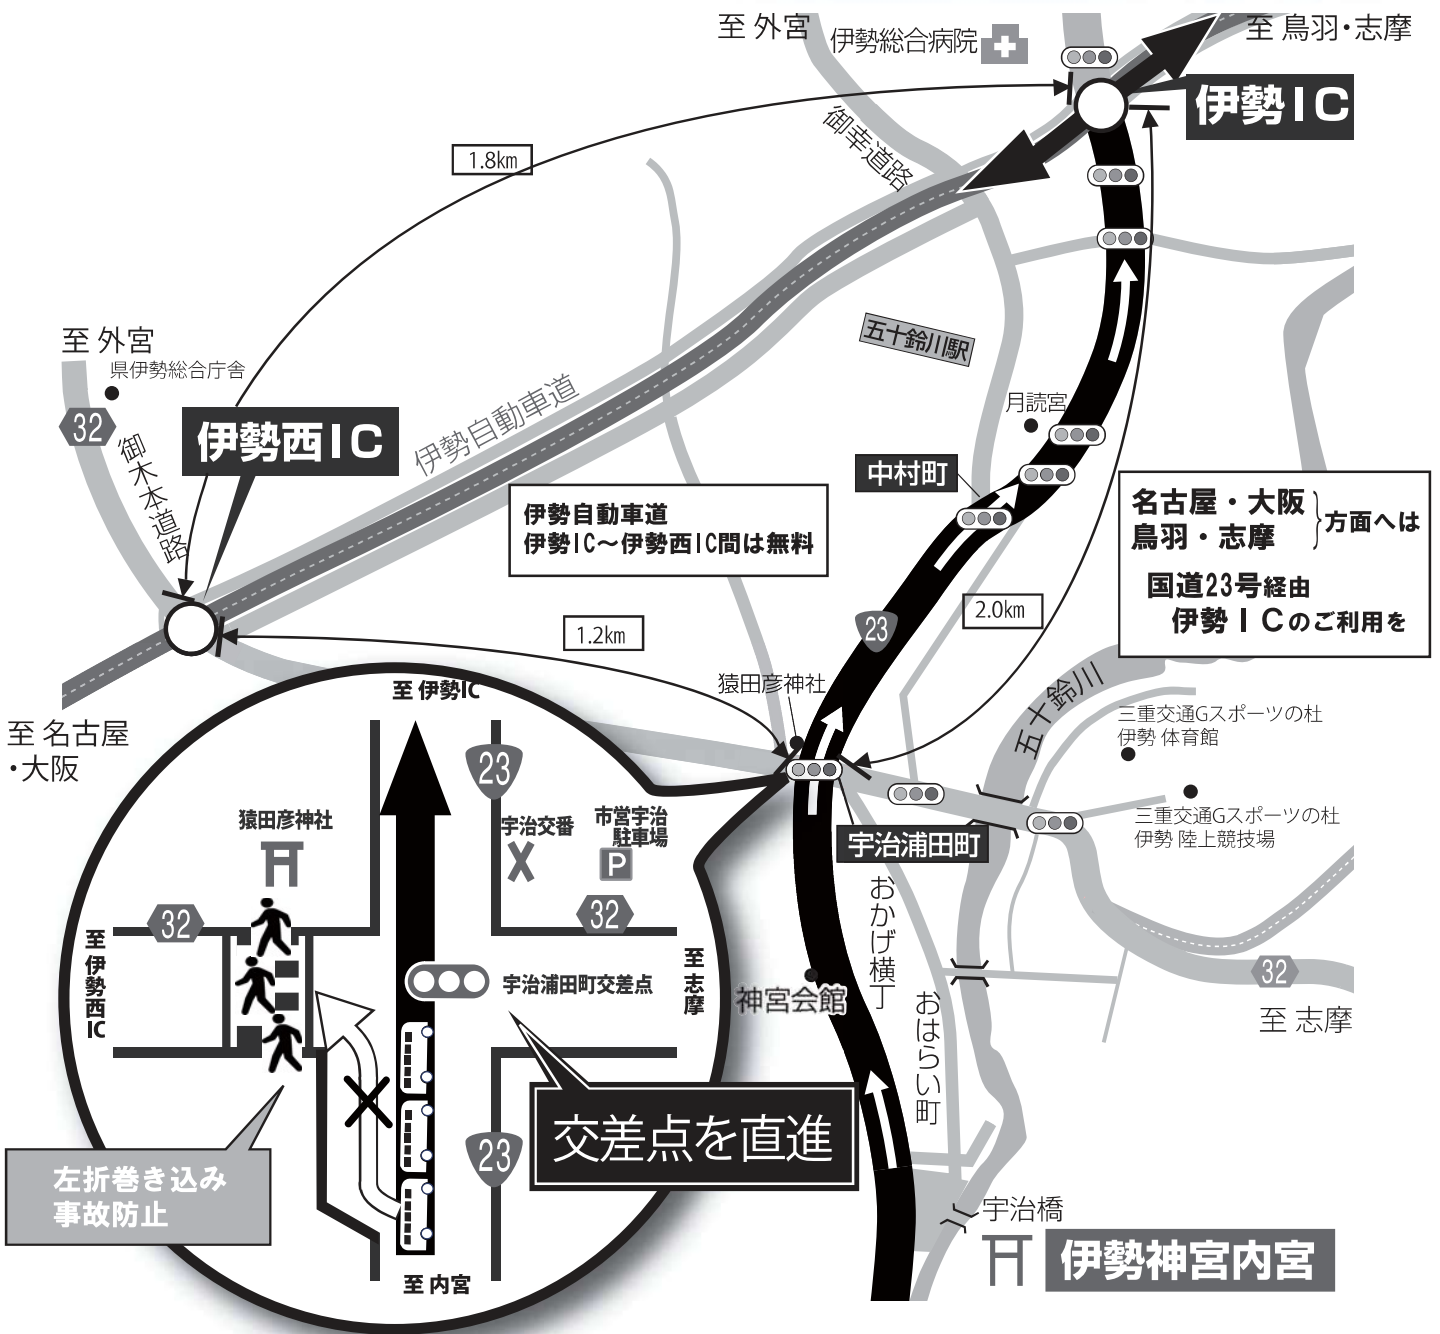 至 外宮
伊勢総合病院
至 鳥羽・志摩
伊勢IC
御幸道路
1.8km
至 外宮
県伊勢総合庁舎
32
御木本道路
伊勢西IC
伊勢自動車道
五十鈴川駅
月読宮
中村町
伊勢自動車道
伊勢IC～伊勢西IC間は無料
名古屋・大阪
鳥羽・志摩
}方面へは
国道23号経由
伊勢ICのご利用を
1.2km
23
2.0km
猿田彦神社
五十鈴川
三重交通Gスポーツの杜
伊勢 体育館
三重交通Gスポーツの杜
伊勢 陸上競技場
至 名古屋
・大阪
宇治浦田町
おかげ横丁
おはらい町
神宮会館
32
至 志摩
宇治橋
伊勢神宮内宮
至 伊勢IC
23
猿田彦神社
宇治交番
市営宇治
駐車場
P
32
32
至 伊勢西IC
至 志摩
宇治浦田町交差点
交差点を直進
23
左折巻き込み
事故防止
至 内宮